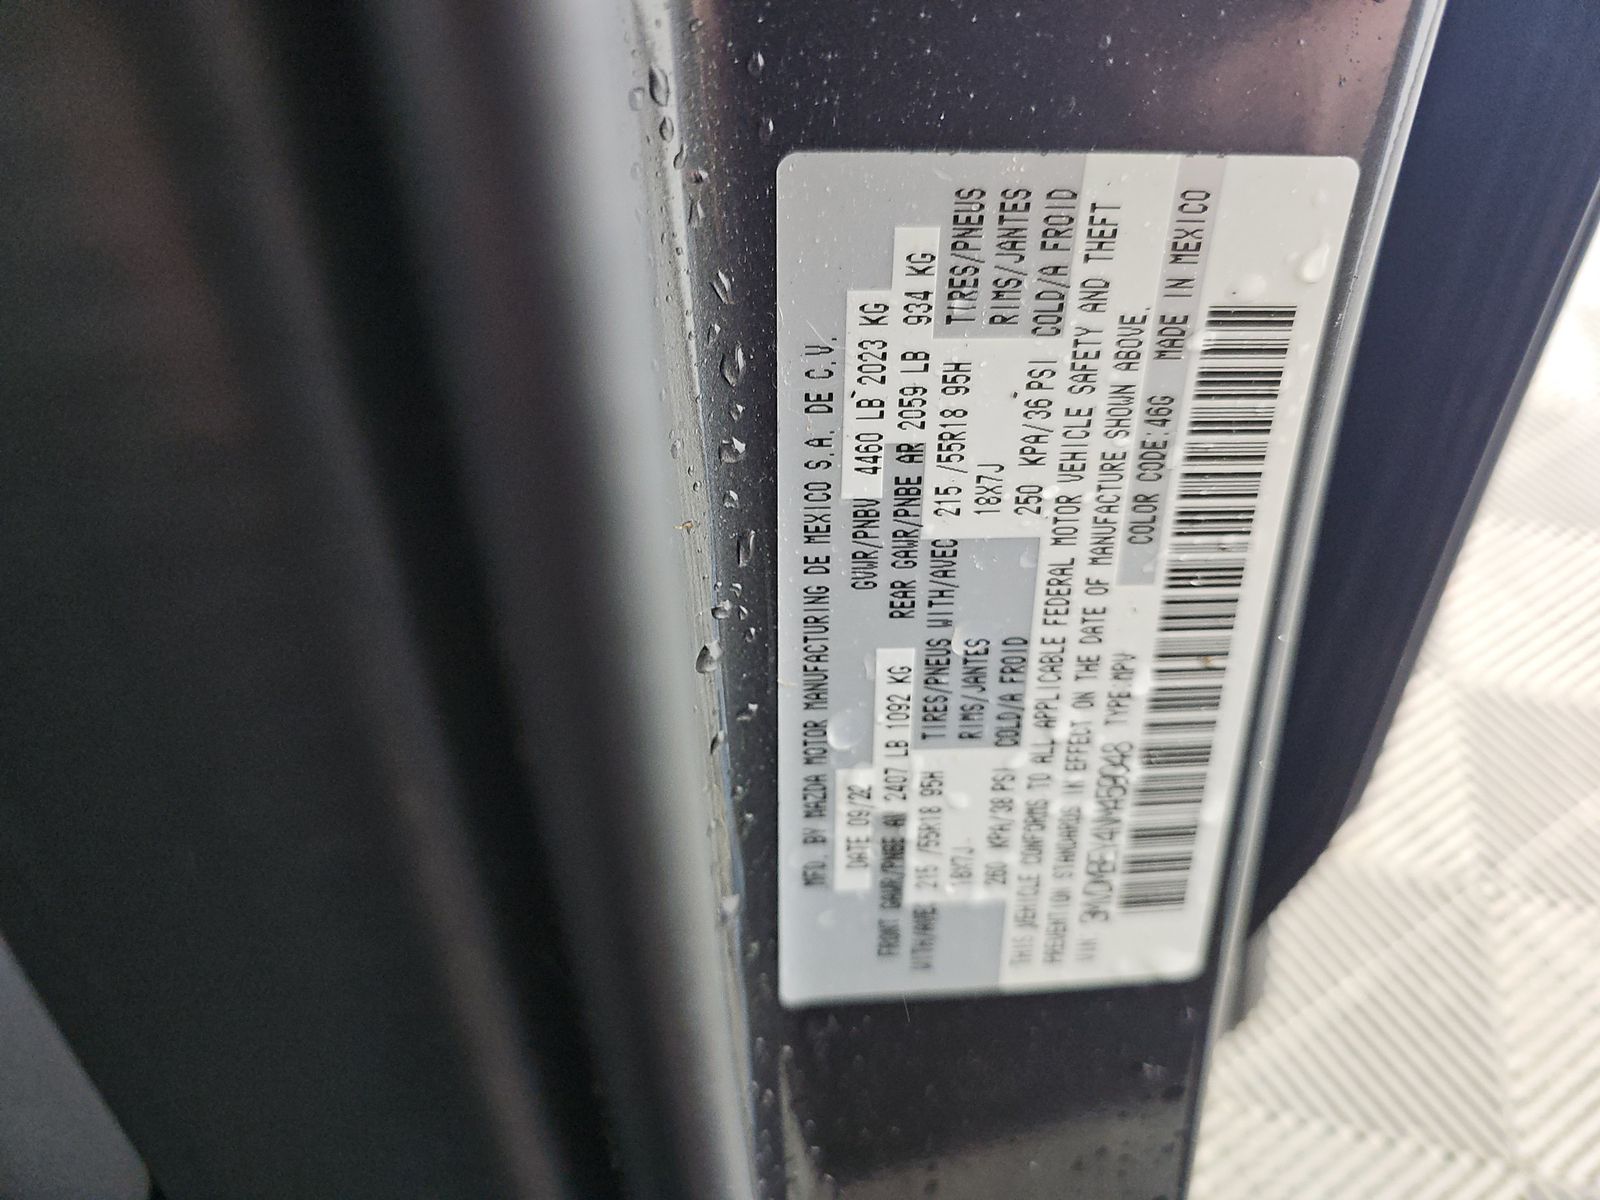 MFD. BY MAZDA MOTOR MANUFACTURING DE MEXICO S.A. DE C.V.
DATE 09/22 GVWR/PNBV 4460 LB 2023 KG
FRONT GAWR/PNBE AV 2407 LB 1092 KG REAR GAWR/PNBE AR 2059 LB 934 KG
WITH/AVEC 215 /55R18 95H TIRES/PNEUS WITH/AVEC 215 /55R18 95H TIRES/PNEUS
18X7J RIMS/JANTES 18X7J RIMS/JANTES
260 KPA/38 PSI COLD/A FROID 250 KPA/36 PSI COLD/A FROID
THIS VEHICLE CONFORMS TO ALL APPLICABLE FEDERAL MOTOR VEHICLE SAFETY AND THEFT
PREVENTION STANDARDS IN EFFECT ON THE DATE OF MANUFACTURE SHOWN ABOVE.
VIN TYPE:MPV COLOR CODE:46G MADE IN MEXICO